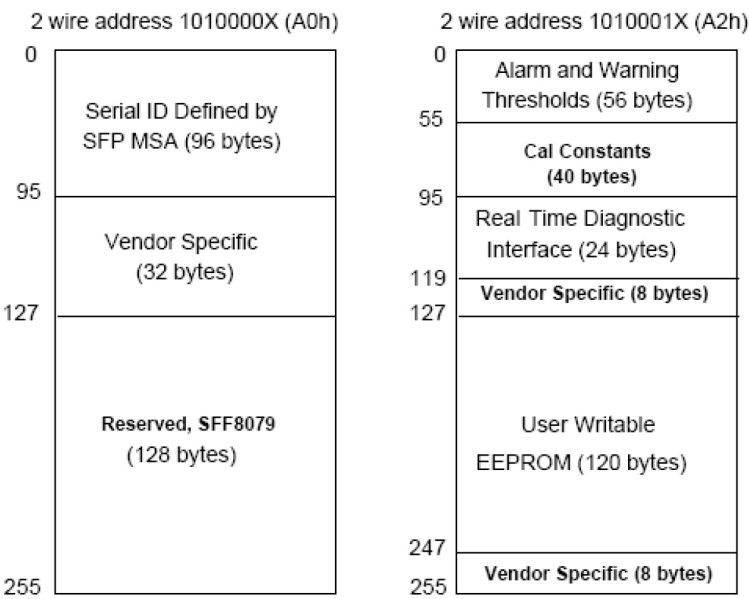 2 wire address 1010000X (A0h)
0
Serial ID Defined by
SFP MSA (96 bytes)
95
Vendor Specific
(32 bytes)
127
Reserved, SFF8079
(128 bytes)
255
2 wire address 1010001X (A2h)
0
Alarm and Warning
Thresholds (56 bytes)
55
Cal Constants
(40 bytes)
95
Real Time Diagnostic
Interface (24 bytes)
119
Vendor Specific (8 bytes)
127
User Writable
EEPROM (120 bytes)
247
Vendor Specific (8 bytes)
255